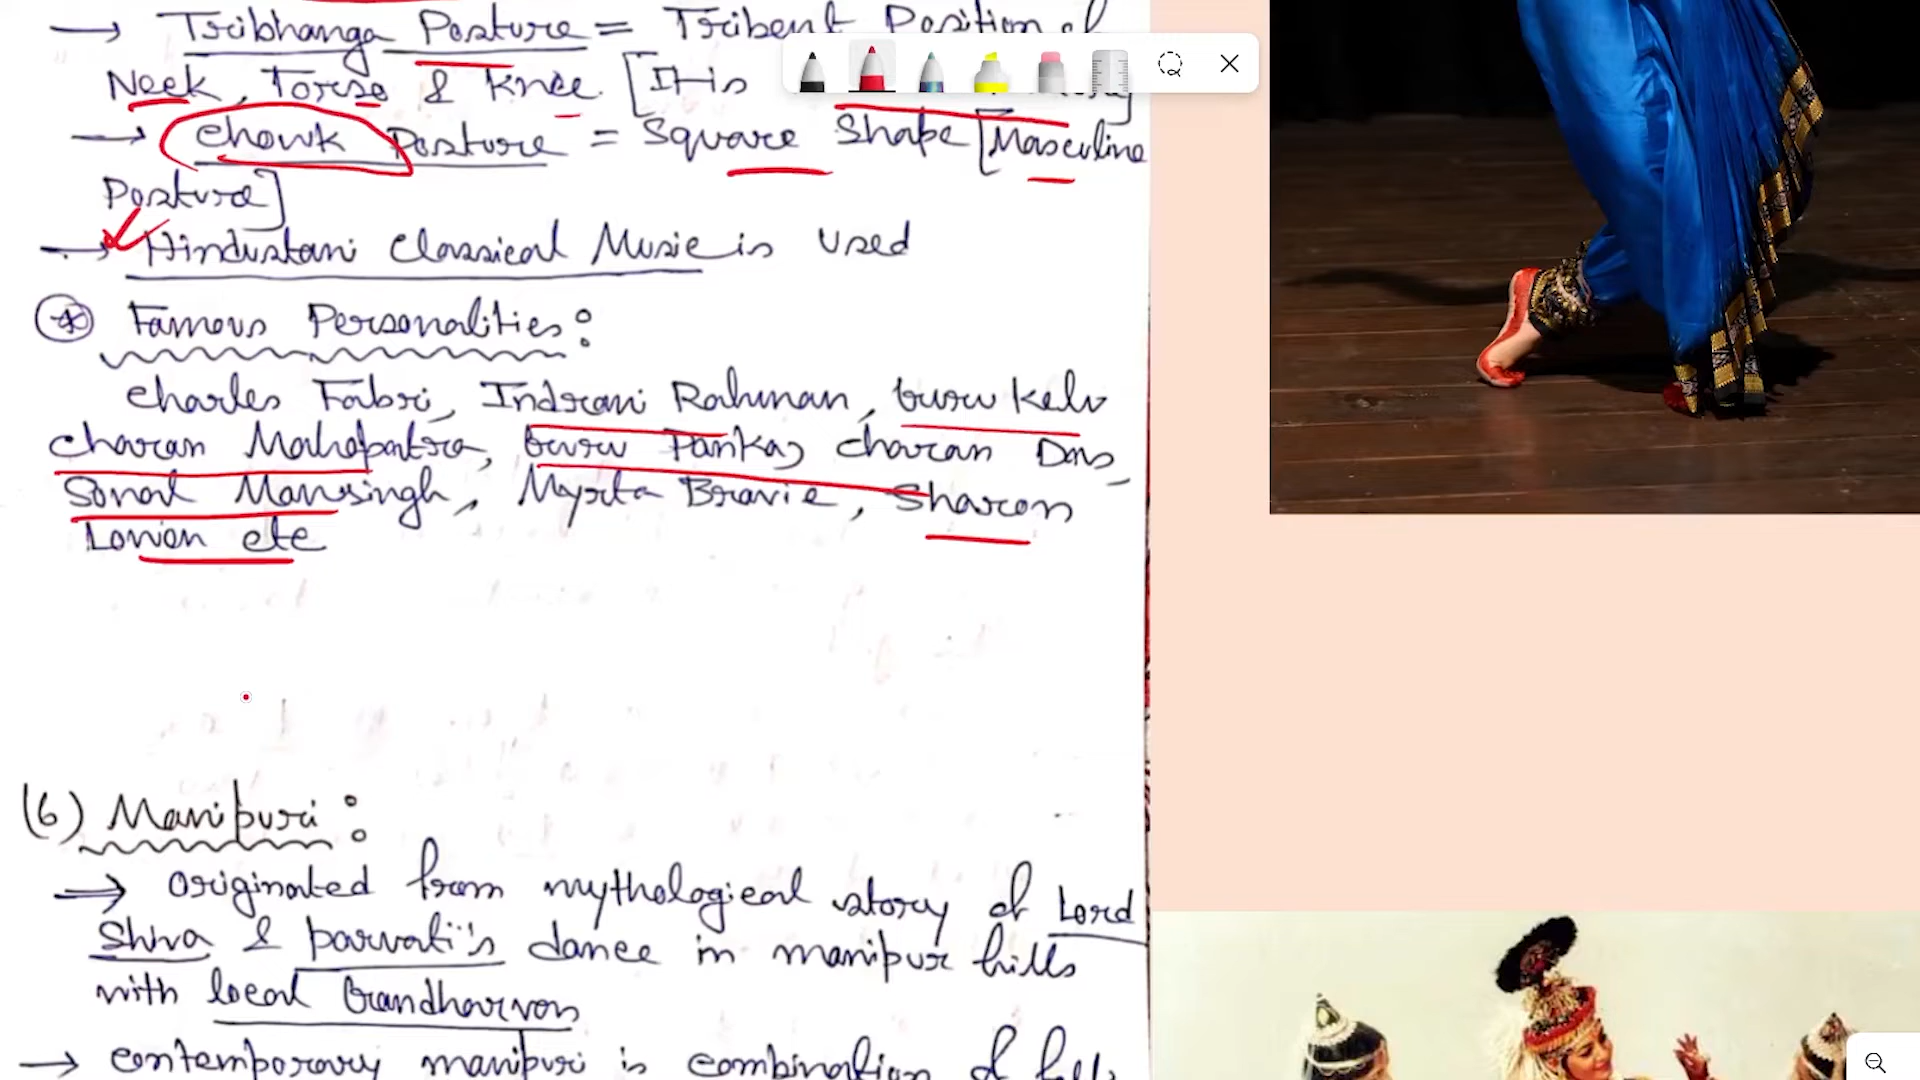 → Tribhanga Posture = Tribent Position of
Neck, Torso & Knee. [It is
→ Chowk Posture = Square Shape [Masculine
Posture]
→ Hindustani Classical Music is used
* Famous Personalities:
Charles Fabri, Indrani Rahman, Guru Kelu
Charan Mahapatra, Guru Pankaj Charan Das,
Sonal Mansingh, Myrta Bravie, Sharon
Lowen etc
(6) Manipuri:
→ Originated from mythological story of Lord
Shiva & parvati's dance in manipur hills
with local Gandharvas
→ contemporary manipuri is combination of